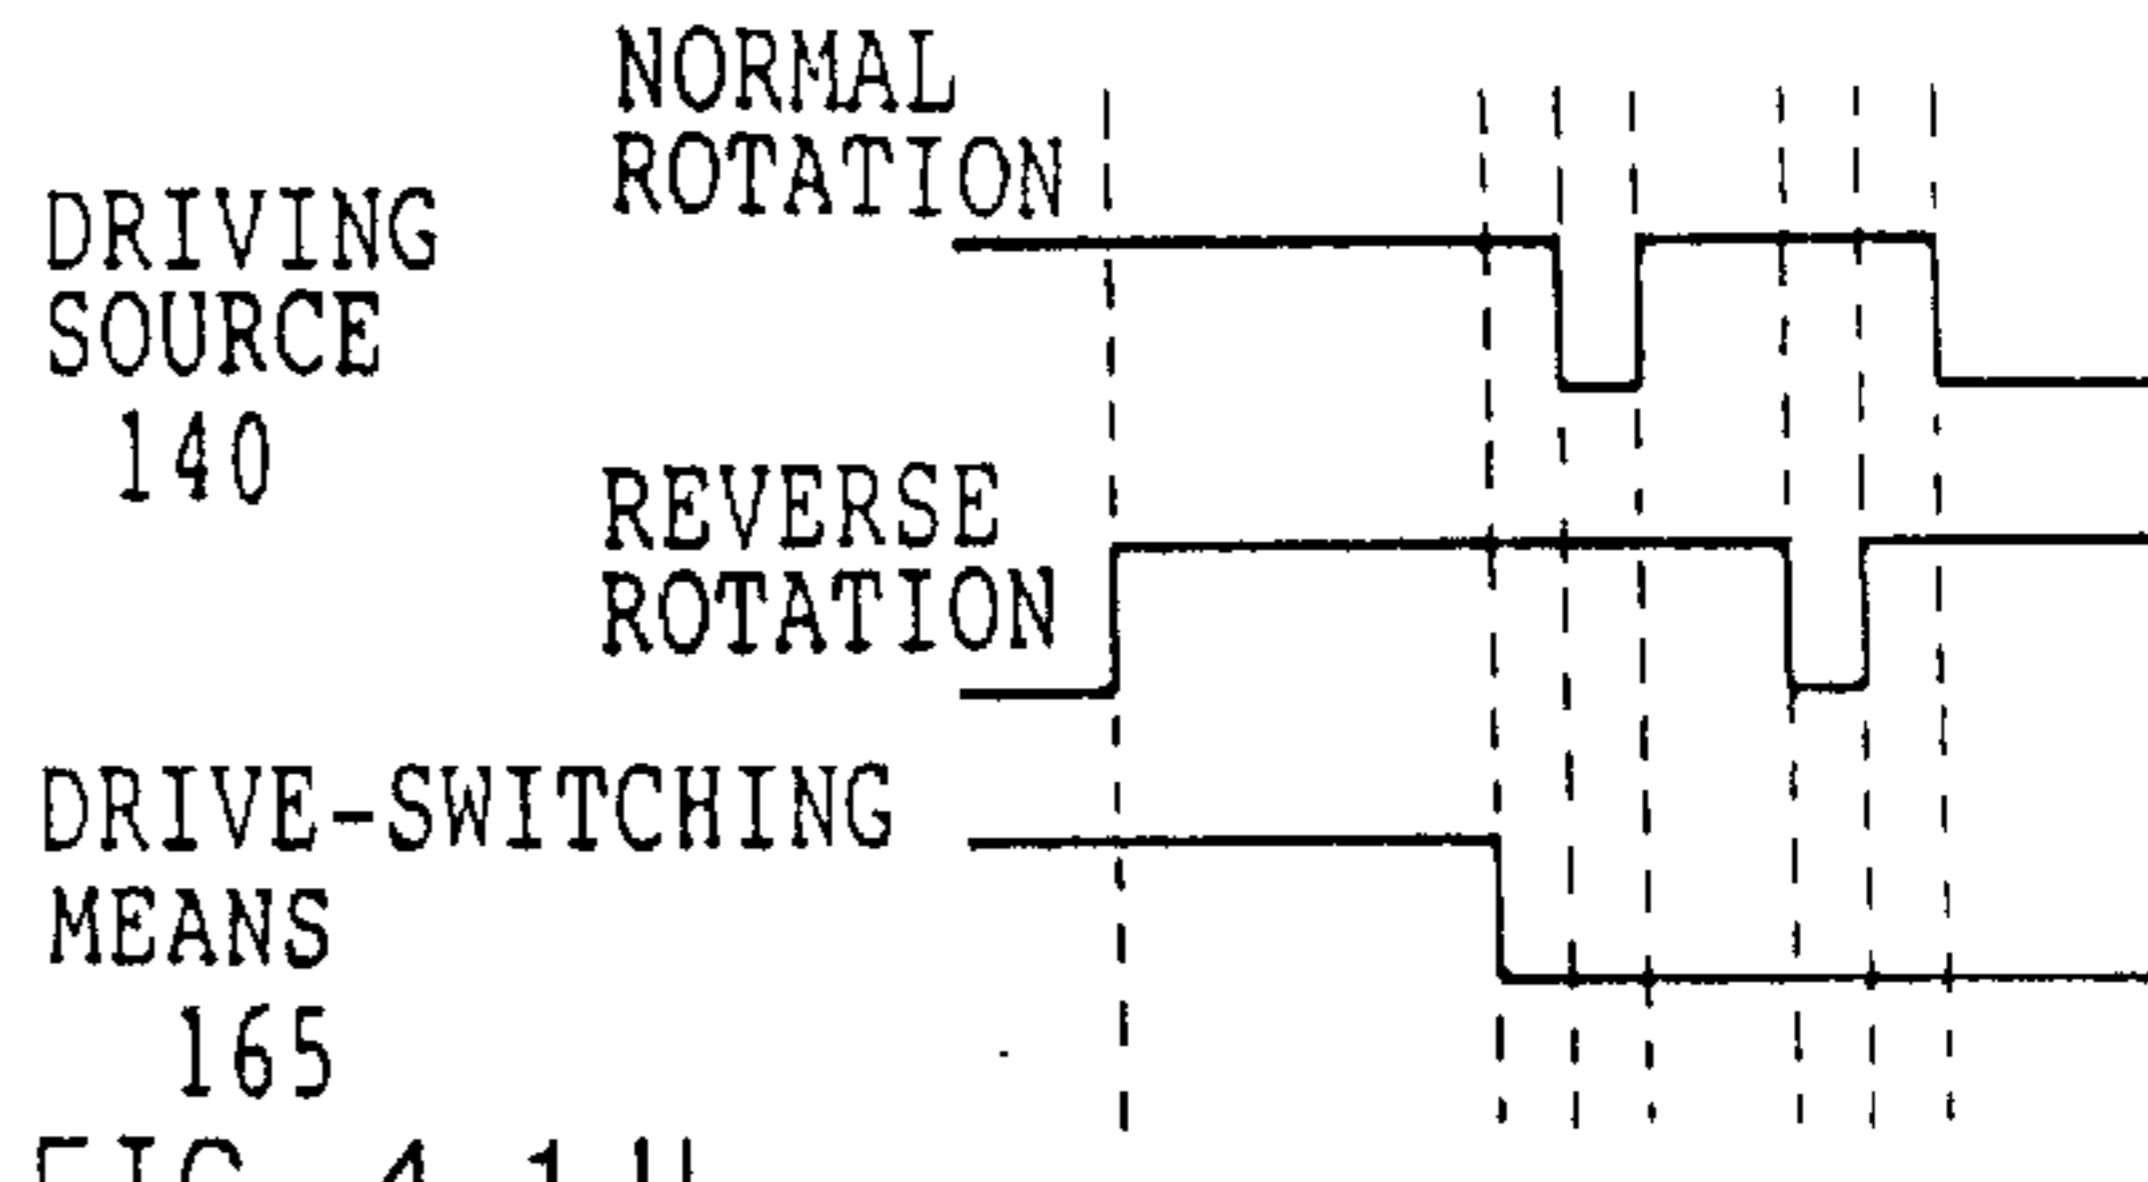 NORMAL
ROTATION
DRIVING
SOURCE
140
REVERSE
ROTATION
DRIVE-SWITCHING
MEANS
165